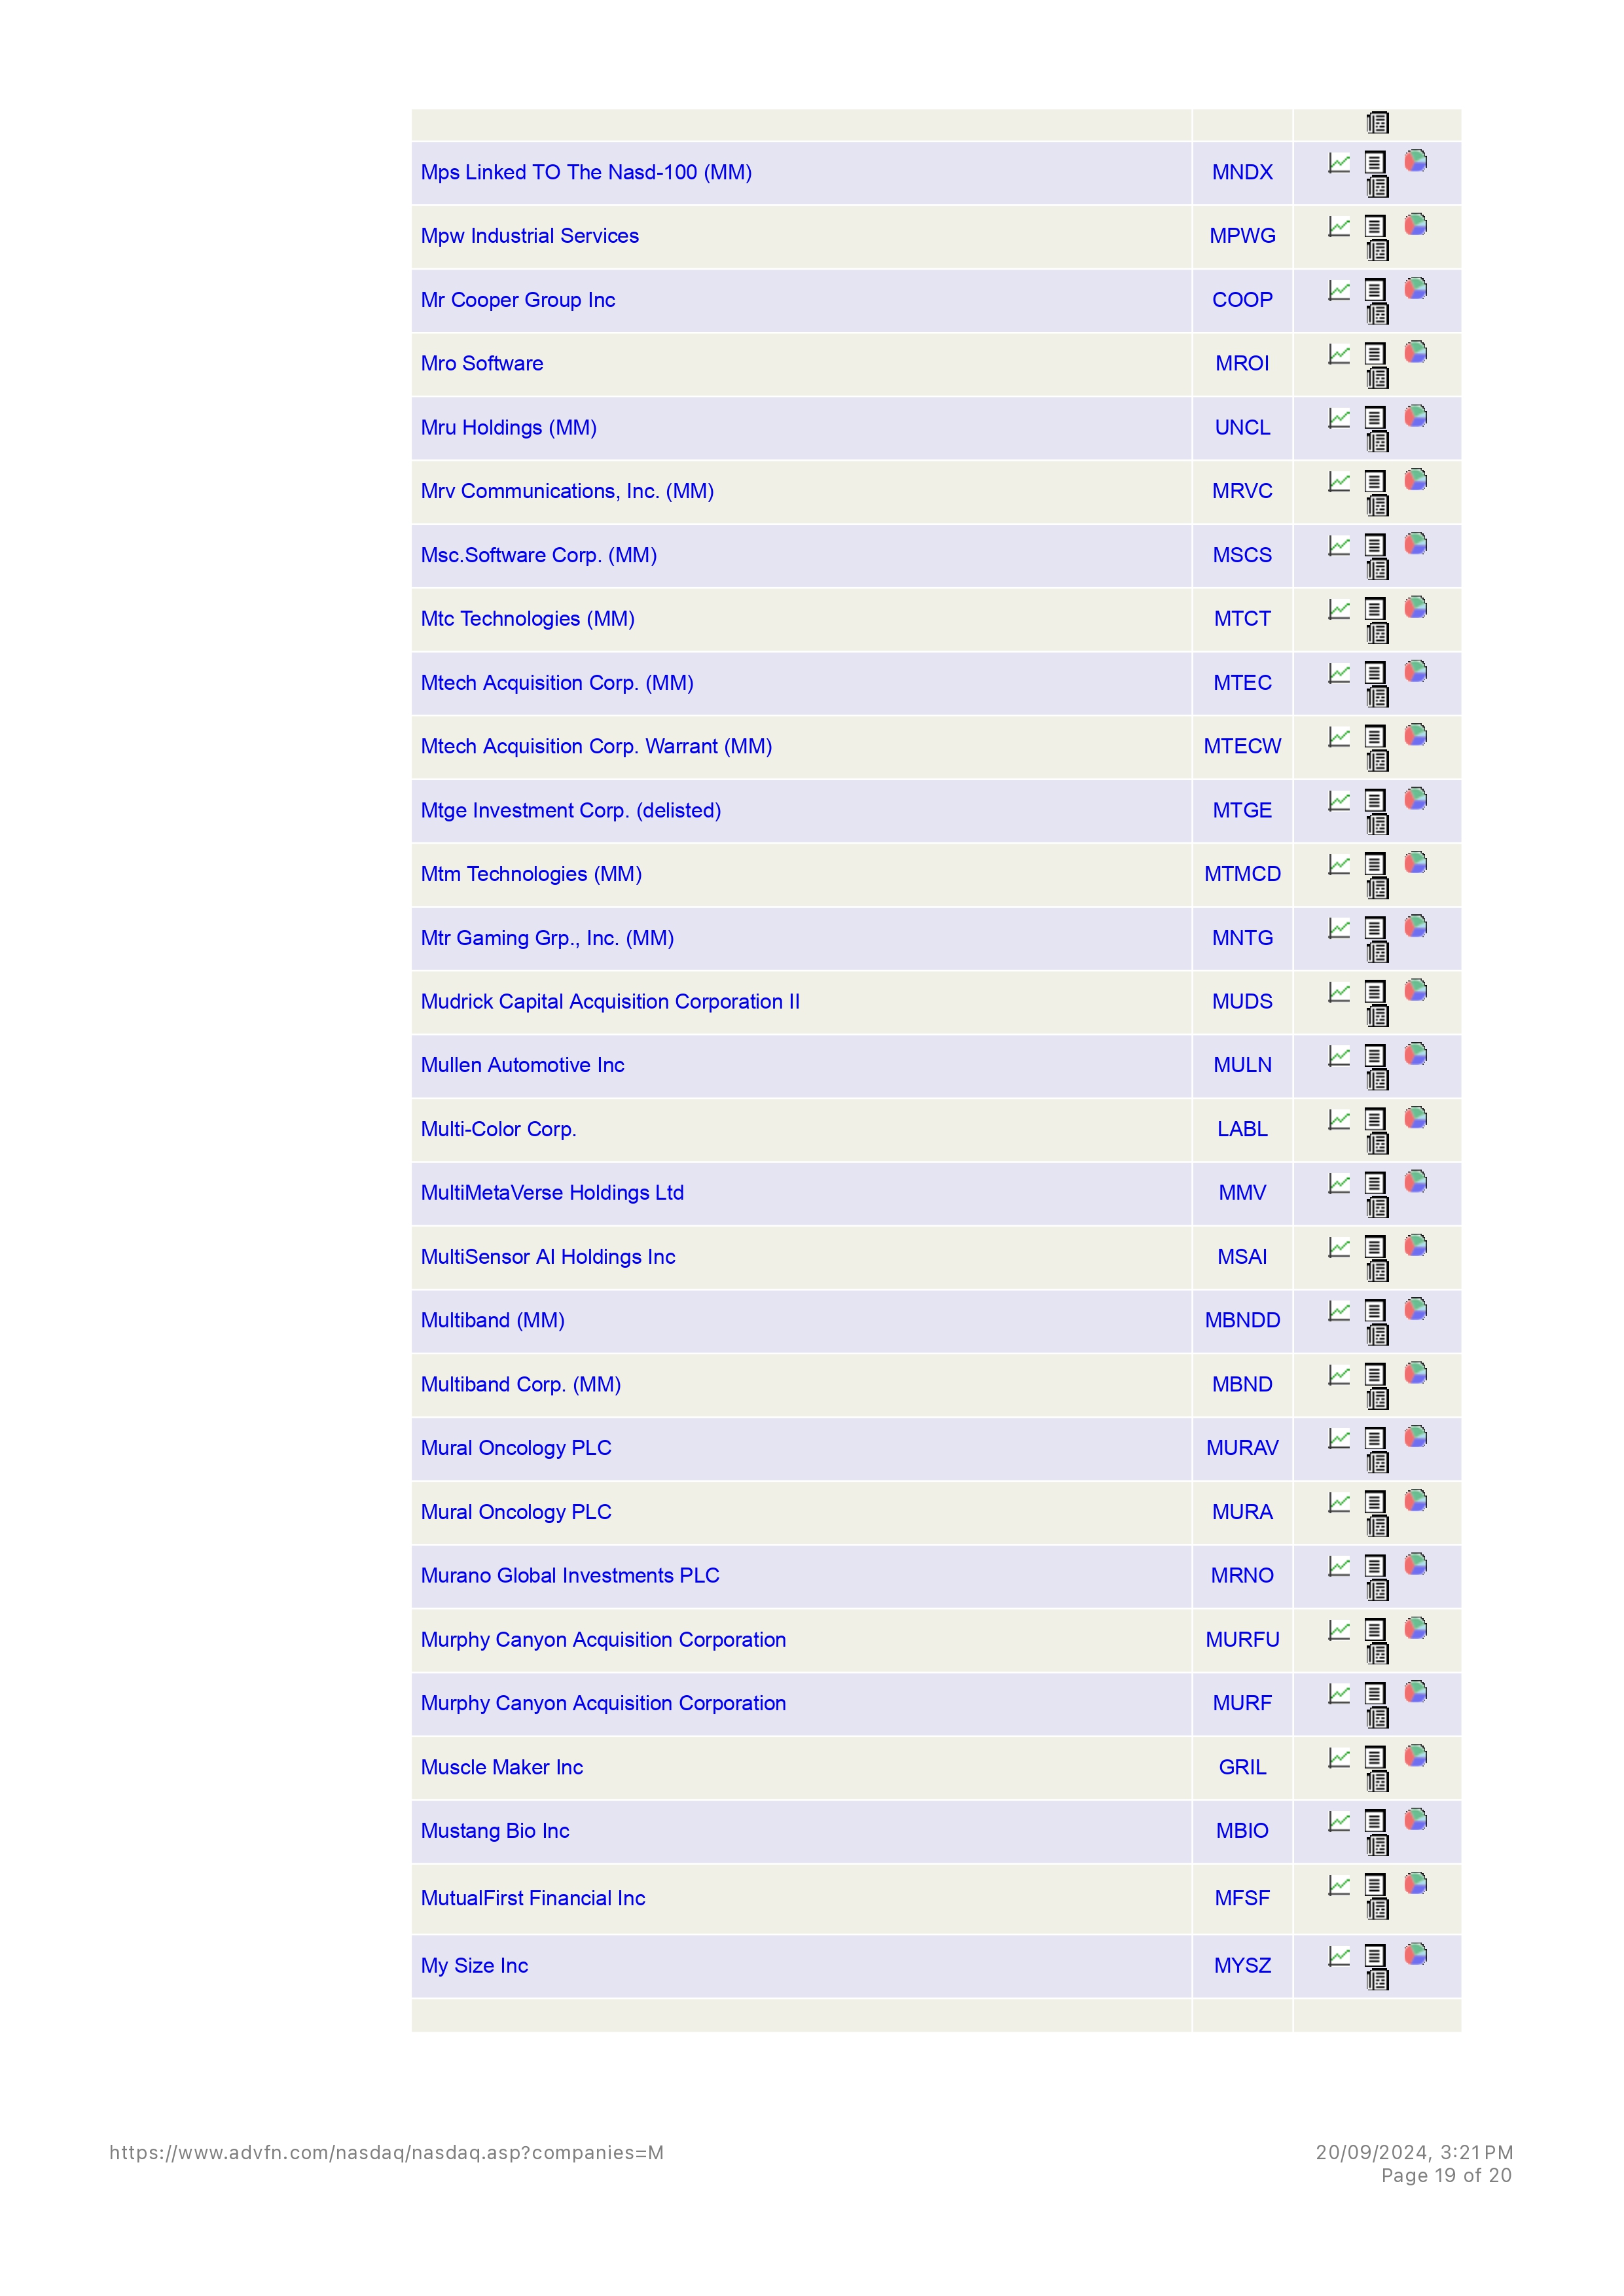 Mps Linked TO The Nasd-100 (MM) MNDX
Mpw Industrial Services MPWG
Mr Cooper Group Inc COOP
Mro Software MROI
Mru Holdings (MM) UNCL
Mrv Communications, Inc. (MM) MRVC
Msc.Software Corp. (MM) MSCS
Mtc Technologies (MM) MTCT
Mtech Acquisition Corp. (MM) MTEC
Mtech Acquisition Corp. Warrant (MM) MTECW
Mtge Investment Corp. (delisted) MTGE
Mtm Technologies (MM) MTMCD
Mtr Gaming Grp., Inc. (MM) MNTG
Mudrick Capital Acquisition Corporation II MUDS
Mullen Automotive Inc MULN
Multi-Color Corp. LABL
MultiMetaVerse Holdings Ltd MMV
MultiSensor AI Holdings Inc MSAI
Multiband (MM) MBNDD
Multiband Corp. (MM) MBND
Mural Oncology PLC MURAV
Mural Oncology PLC MURA
Murano Global Investments PLC MRNO
Murphy Canyon Acquisition Corporation MURFU
Murphy Canyon Acquisition Corporation MURF
Muscle Maker Inc GRIL
Mustang Bio Inc MBIO
MutualFirst Financial Inc MFSF
My Size Inc MYSZ
https://www.advfn.com/nasdaq/nasdaq.asp?companies=M 20/09/2024, 3:21 PM
Page 19 of 20